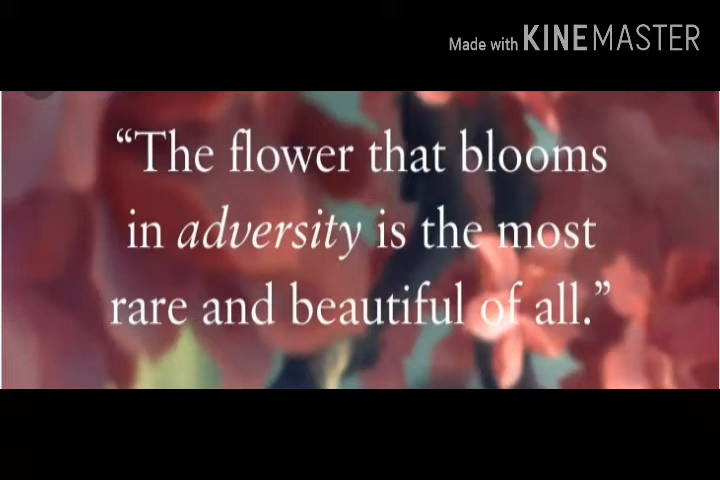 Made with KINEMASTER
“The flower that blooms
in adversity is the most
rare and beautiful of all.”